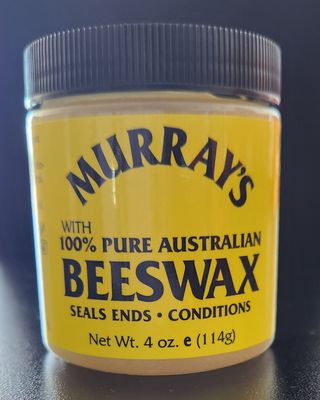 MURRAY'S
WITH
100% PURE AUSTRALIAN
BEESWAX
SEALS ENDS • CONDITIONS
Net Wt. 4 oz. e (114g)